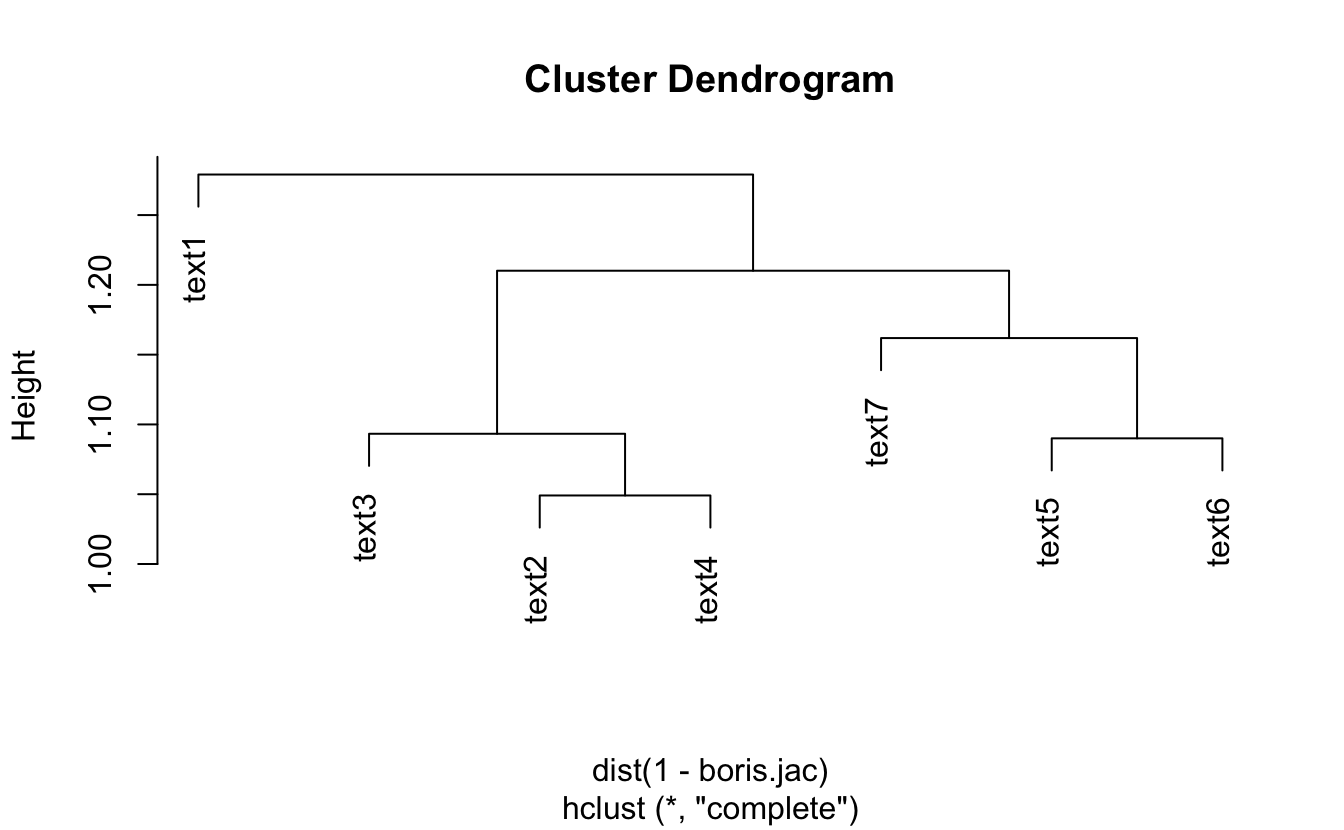 Cluster Dendrogram
Height
1.20
1.10
1.00
text1
text3
text2
text4
text7
text5
text6
dist(1 - boris.jac)
hclust (*, "complete")